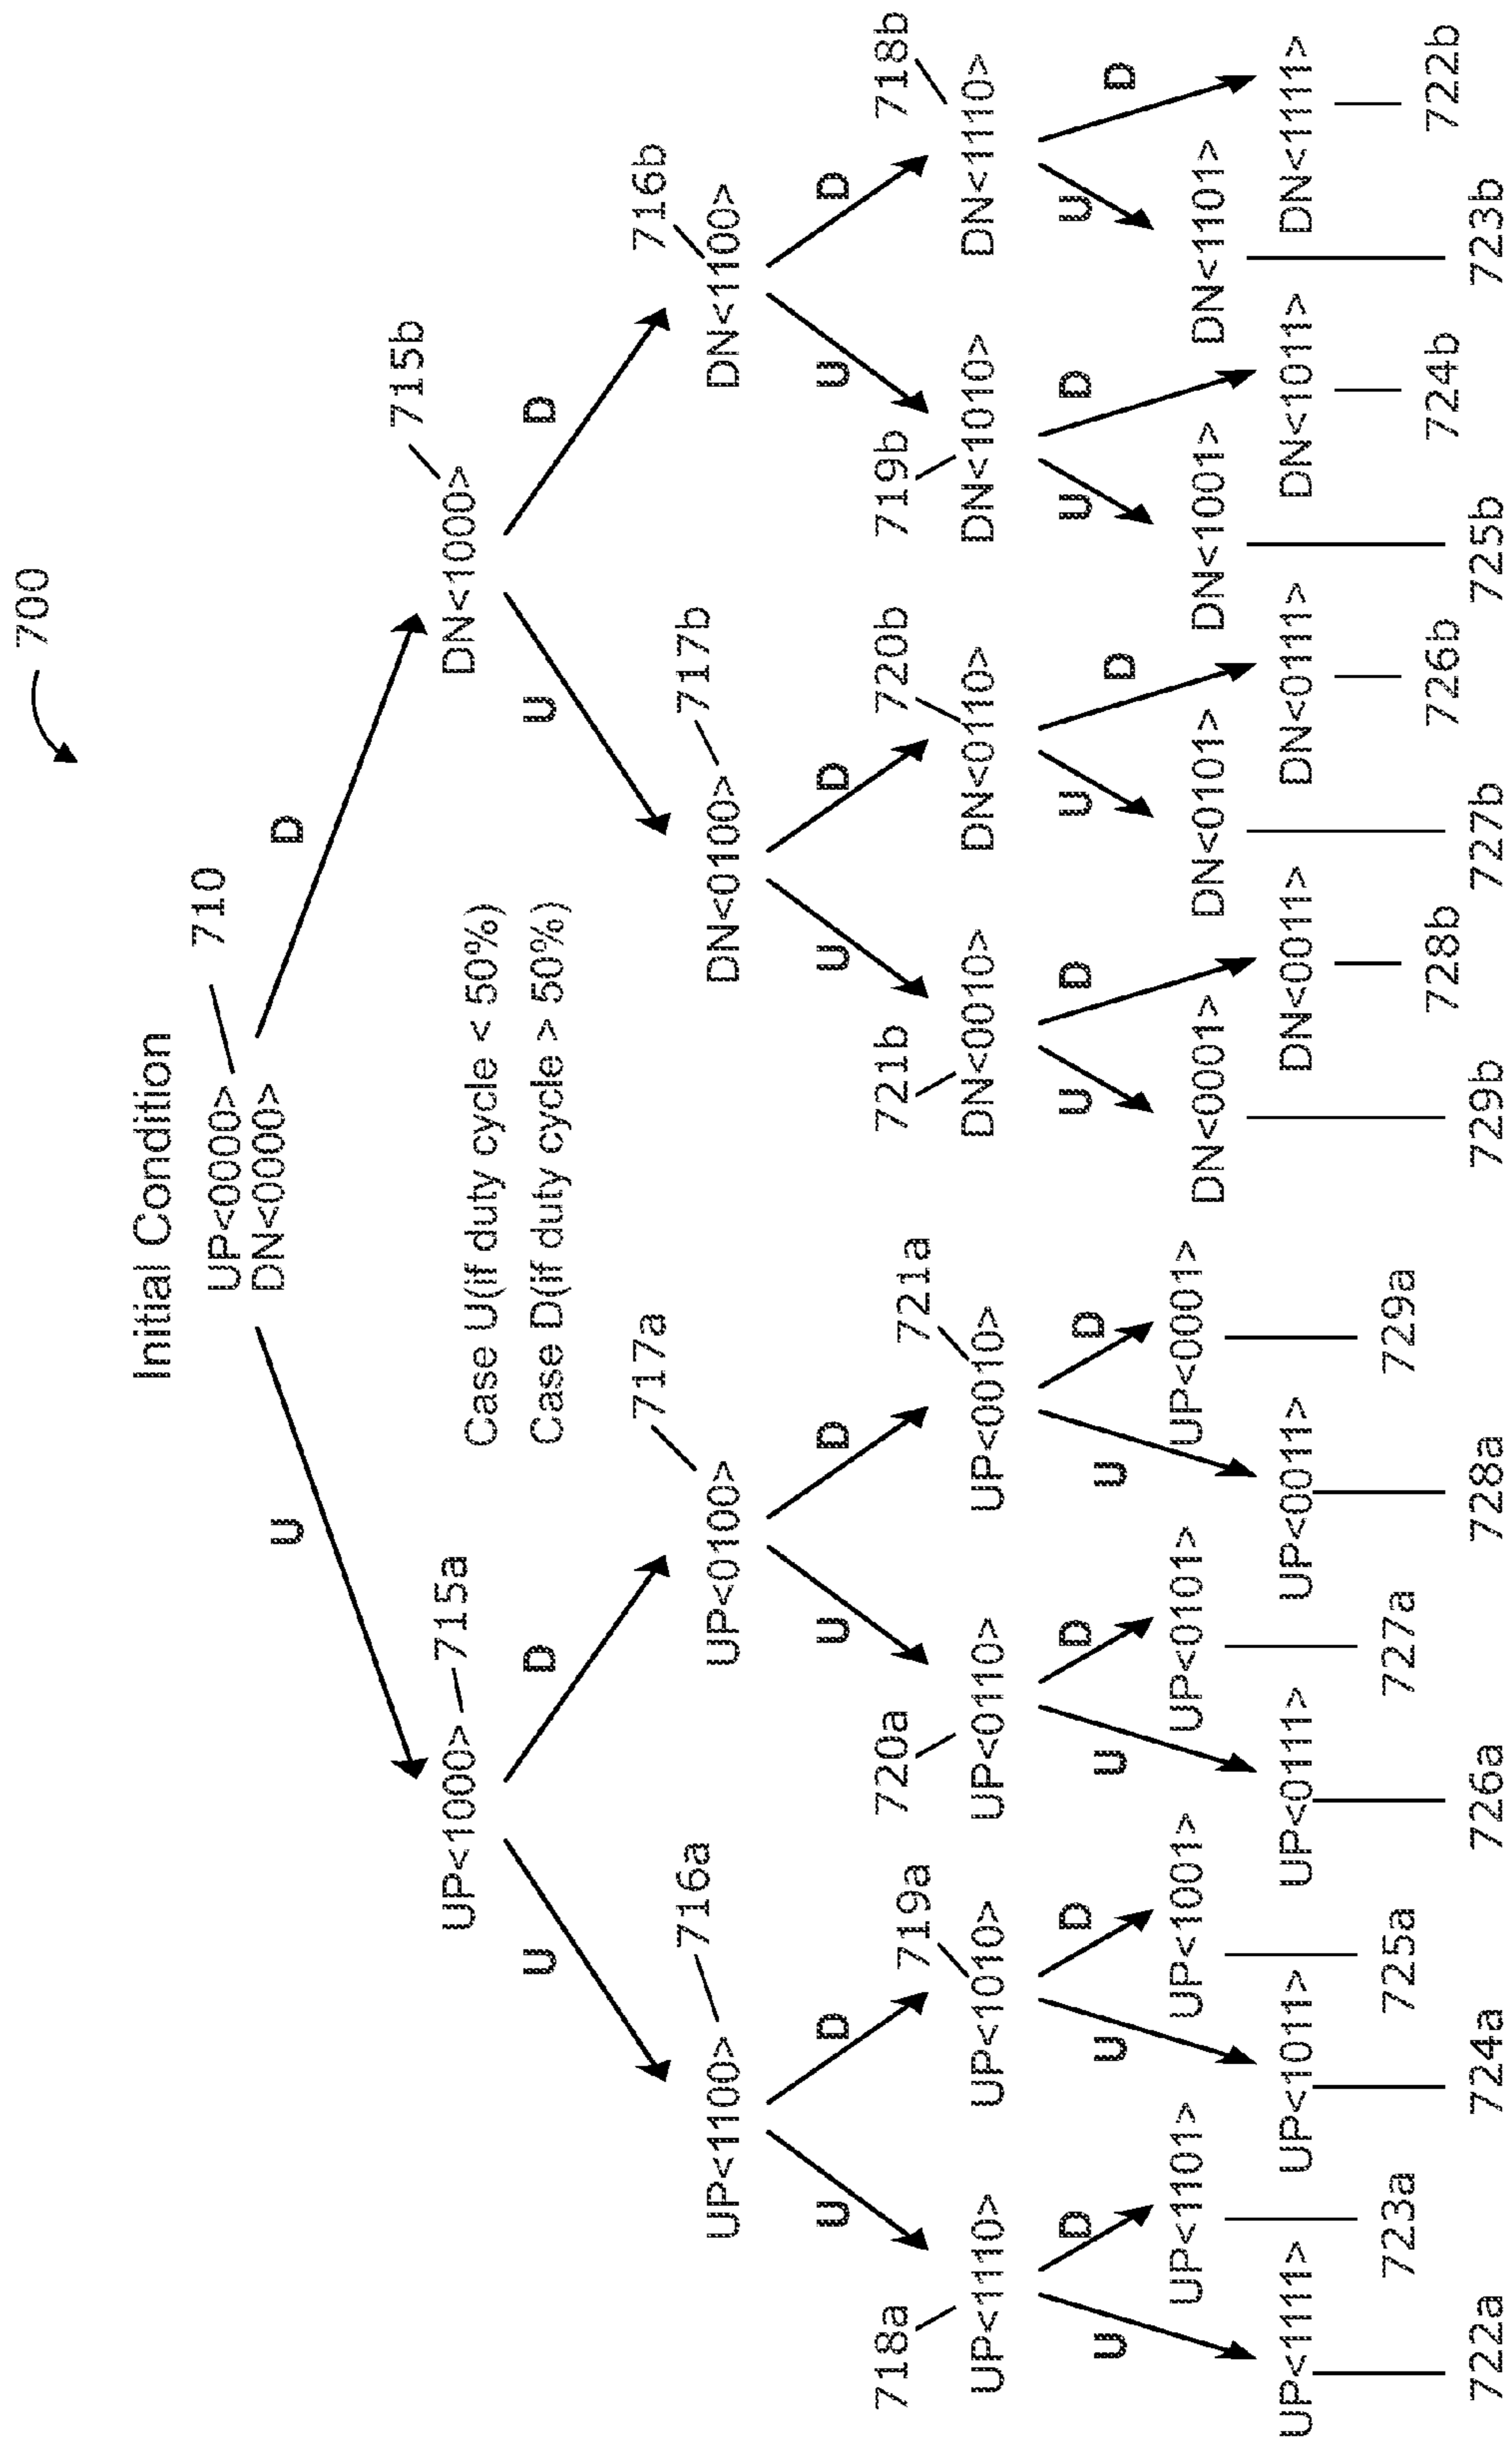 700
Initial Condition
710
UP<0000>
DN<0000>
U
D
715b
UP<1000>
715a
DN<1000>
Case U(if duty cycle < 50%)
Case D(if duty cycle > 50%)
U
D
U
D
716a
717a
717b
716b
UP<1100>
UP<0100>
DN<0100>
DN<1100>
U
D
U
D
U
D
U
D
718a
719a
720a
721a
721b
720b
719b
718b
UP<1110>
UP<1010>
UP<0110>
UP<0010>
DN<0010>
DN<0110>
DN<1010>
DN<1110>
U
D
U
D
U
D
U
D
U
D
U
D
U
D
U
D
UP<1101>
UP<1001>
UP<0101>
UP<0001>
DN<0001>
DN<0101>
DN<1001>
DN<1101>
UP<1111>
UP<1011>
UP<0111>
UP<0011>
DN<0011>
DN<0111>
DN<1011>
DN<1111>
723a
725a
727a
729a
728b
726b
724b
722b
722a
724a
726a
728a
729b
727b
725b
723b